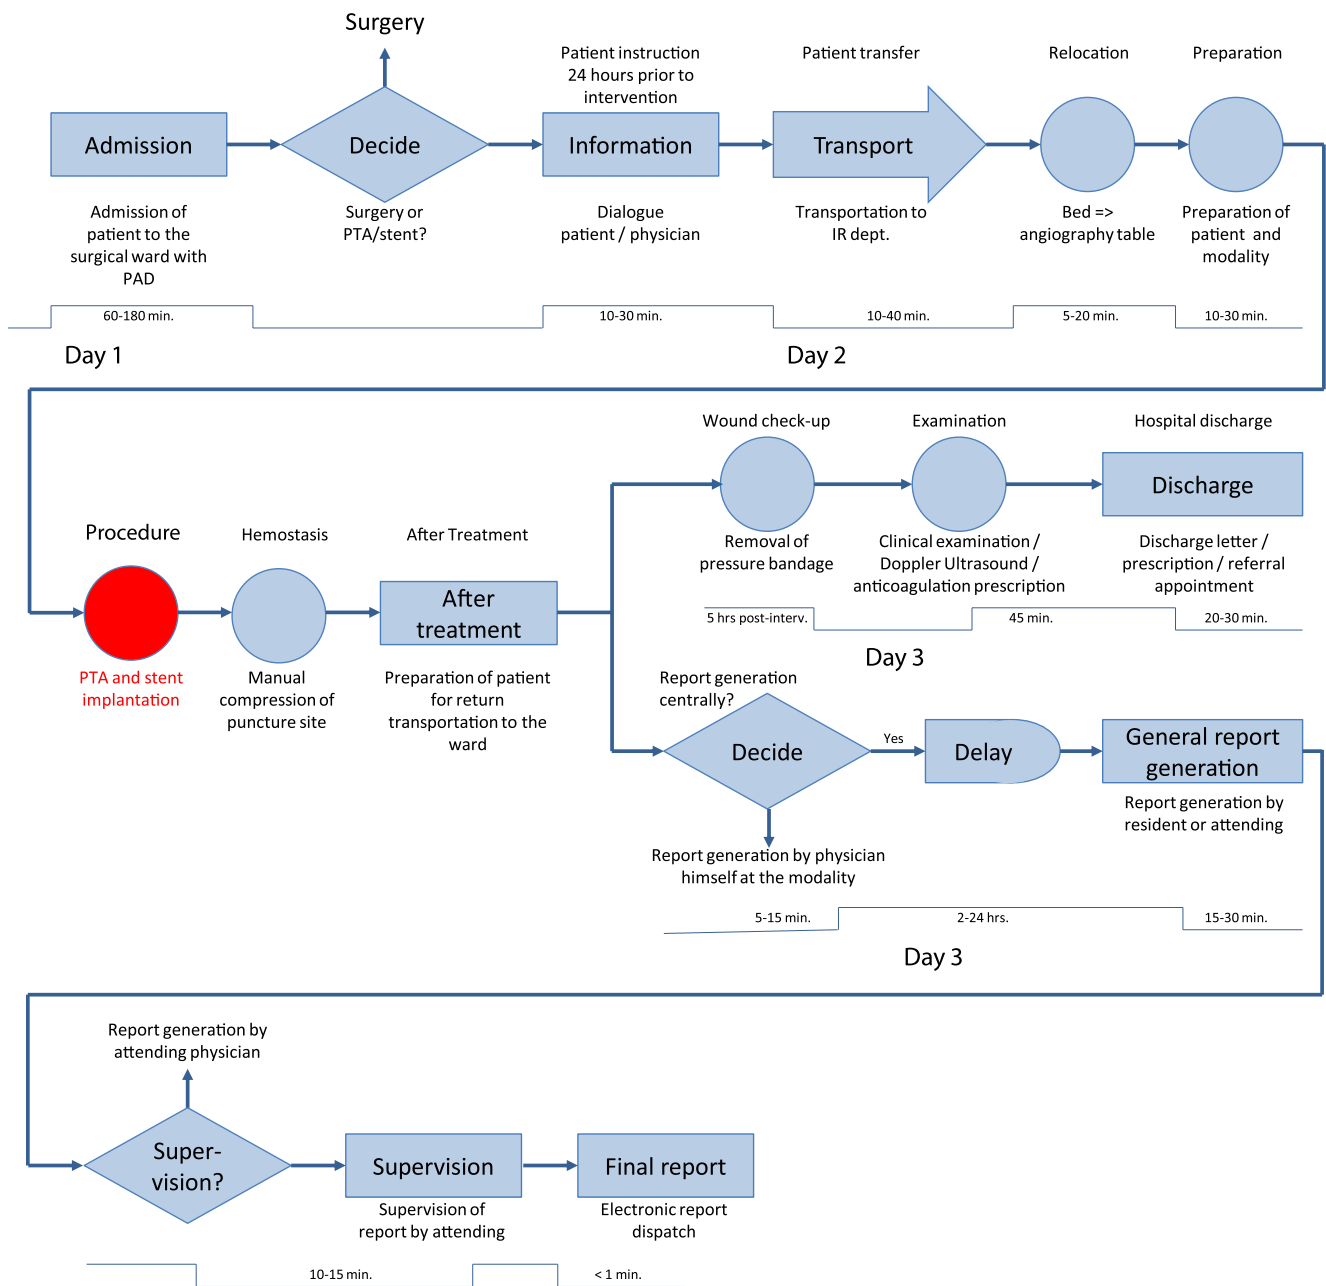 Surgery
Patient instruction
24 hours prior to
intervention
Patient transfer
Relocation
Preparation
Admission
Decide
Information
Transport
Admission of
patient to the
surgical ward with
PAD
Surgery or
PTA/stent?
Dialogue
patient / physician
Transportation to
IR dept.
Bed =>
angiography table
Preparation of
patient and
modality
60-180 min.
10-30 min.
10-40 min.
5-20 min.
10-30 min.
Day 1
Day 2
Wound check-up
Examination
Hospital discharge
Discharge
Procedure
Hemostasis
After Treatment
After
treatment
Removal of
pressure bandage
Clinical examination /
Doppler Ultrasound /
anticoagulation prescription
Discharge letter /
prescription / referral
appointment
5 hrs post-interv.
45 min.
20-30 min.
Day 3
PTA and stent
implantation
Manual
compression of
puncture site
Preparation of patient
for return
transportation to the
ward
Report generation
centrally?
Decide
Yes
Delay
General report
generation
Report generation by
resident or attending
Report generation by physician
himself at the modality
5-15 min.
2-24 hrs.
15-30 min.
Day 3
Report generation by
attending physician
Super-
vision?
Supervision
Final report
Supervision of
report by attending
Electronic report
dispatch
10-15 min.
< 1 min.